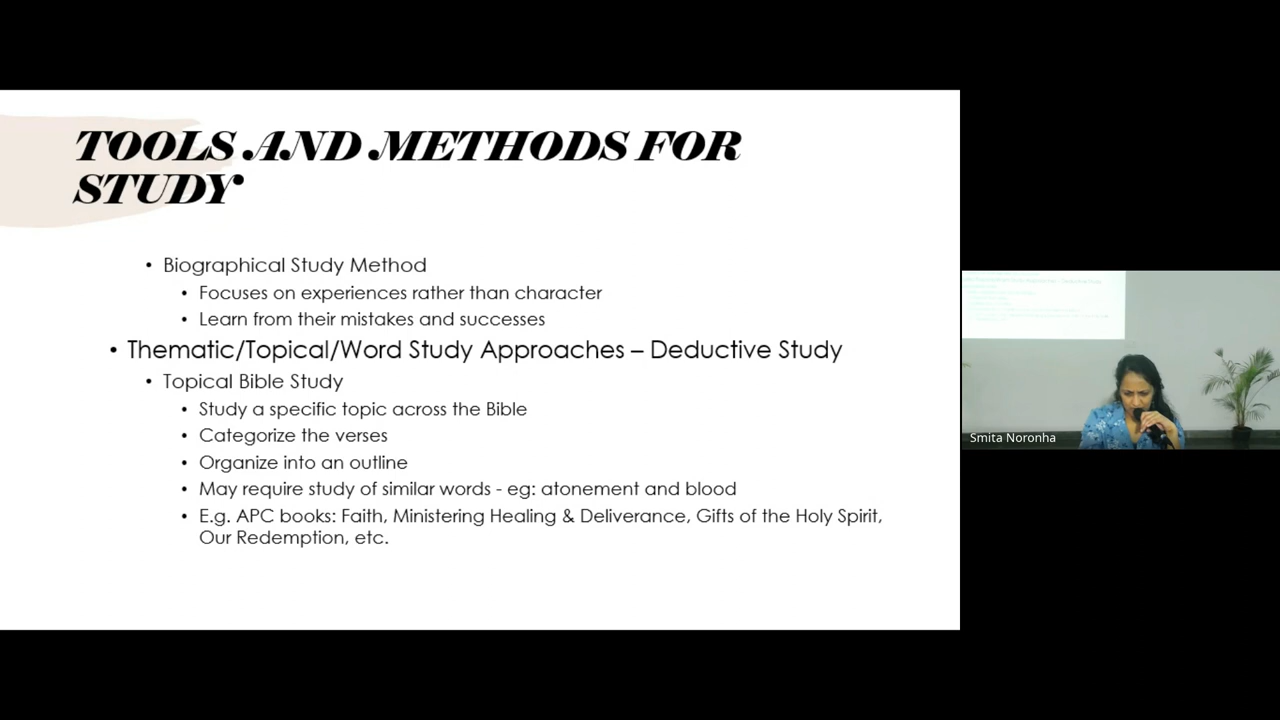 TOOLS AND METHODS FOR
STUDY
• Biographical Study Method
• Focuses on experiences rather than character
• Learn from their mistakes and successes
• Thematic/Topical/Word Study Approaches – Deductive Study
• Topical Bible Study
• Study a specific topic across the Bible
• Categorize the verses
• Organize into an outline
• May require study of similar words - eg: atonement and blood
• E.g. APC books: Faith, Ministering Healing & Deliverance, Gifts of the Holy Spirit,
Our Redemption, etc.
Smita Noronha